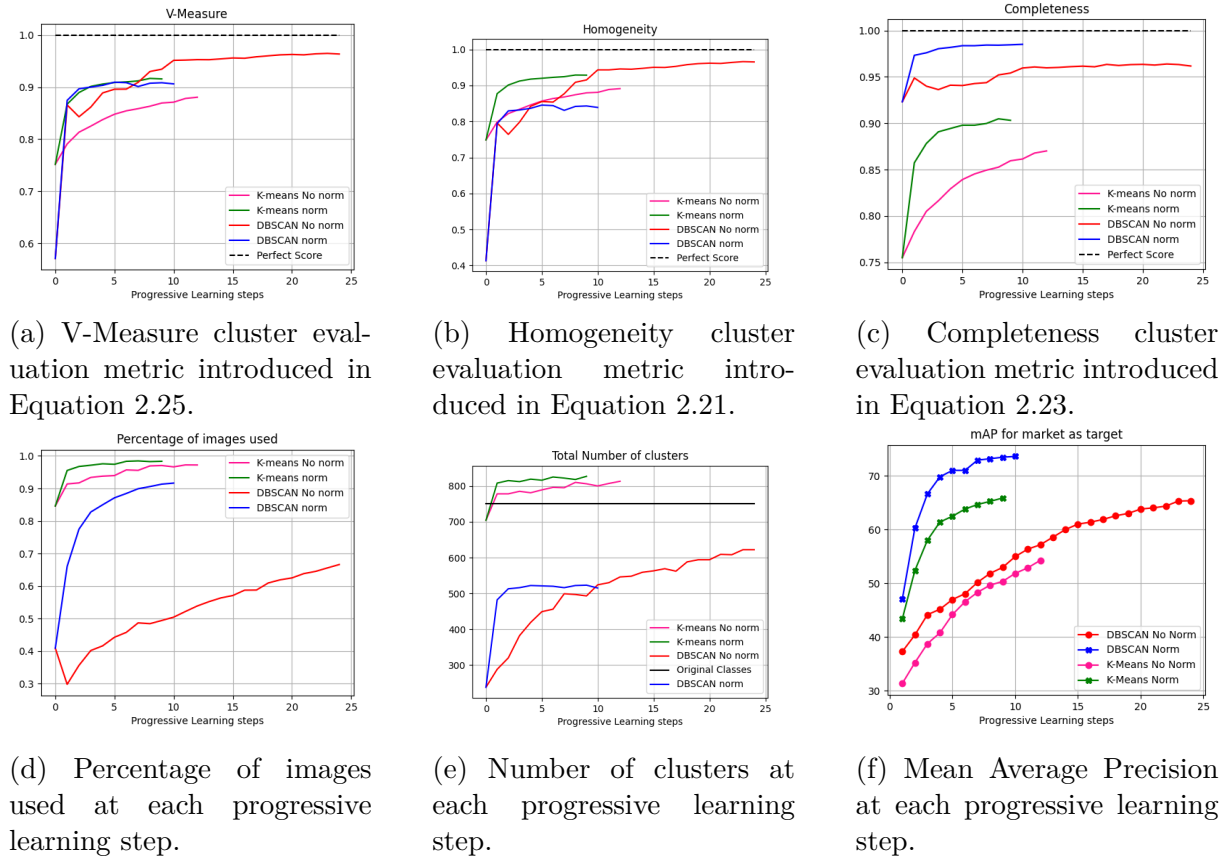 V-Measure
1.0
0.9
0.8
0.7
0.6
K-means No norm
K-means norm
DBSCAN No norm
DBSCAN norm
Perfect Score
0 5 10 15 20 25
Progressive Learning steps
(a) V-Measure cluster eval-
uation metric introduced in
Equation 2.25.
Homogeneity
1.0
0.9
0.8
0.7
0.6
0.5
0.4
K-means No norm
K-means norm
DBSCAN No norm
DBSCAN norm
Perfect Score
0 5 10 15 20 25
Progressive Learning steps
(b) Homogeneity cluster
evaluation metric intro-
duced in Equation 2.21.
Completeness
1.00
0.95
0.90
0.85
0.80
0.75
K-means No norm
K-means norm
DBSCAN No norm
DBSCAN norm
Perfect Score
0 5 10 15 20 25
Progressive Learning steps
(c) Completeness cluster
evaluation metric introduced
in Equation 2.23.
Percentage of images used
1.0
0.9
0.8
0.7
0.6
0.5
0.4
0.3
K-means No norm
K-means norm
DBSCAN No norm
DBSCAN norm
0 5 10 15 20 25
Progressive Learning steps
(d) Percentage of images
used at each progressive
learning step.
Total Number of clusters
800
700
600
500
400
300
K-means No norm
K-means norm
DBSCAN No norm
Original Classes
DBSCAN norm
0 5 10 15 20 25
Progressive Learning steps
(e) Number of clusters at
each progressive learning
step.
mAP for market as target
70
60
50
40
30
DBSCAN No Norm
DBSCAN Norm
K-Means No Norm
K-Means Norm
0 5 10 15 20 25
Progressive Learning steps
(f) Mean Average Precision
at each progressive learning
step.